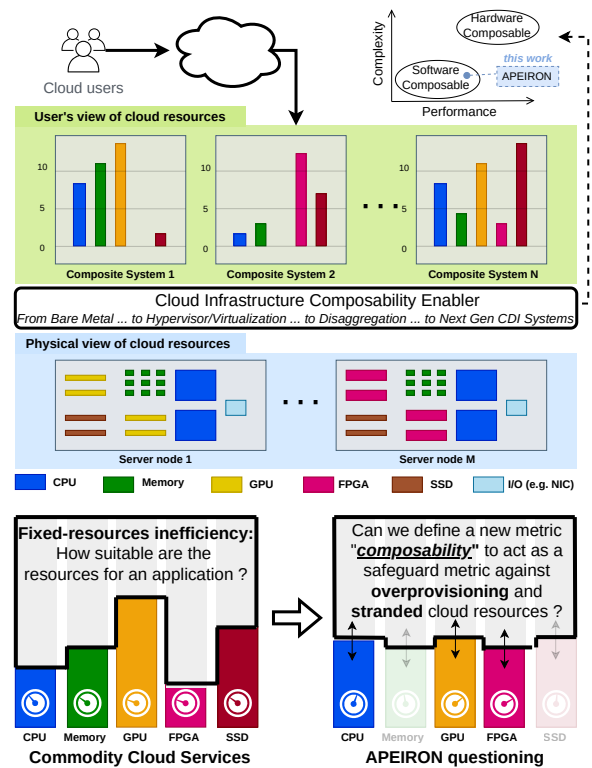 Cloud users
Complexity
Hardware
Composable
this work
Software
Composable
APEIRON
Performance
User's view of cloud resources
10
5
0
Composite System 1
10
5
0
Composite System 2
. . .
10
5
0
Composite System N
Cloud Infrastructure Composability Enabler
From Bare Metal ... to Hypervisor/Virtualization ... to Disaggregation ... to Next Gen CDI Systems
Physical view of cloud resources
. . .
Server node 1
Server node M
CPU
Memory
GPU
FPGA
SSD
I/O (e.g. NIC)
Fixed-resources inefficiency:
How suitable are the
resources for an application ?
CPU
Memory
GPU
FPGA
SSD
Commodity Cloud Services
Can we define a new metric
"composability" to act as a
safeguard metric against
overprovisioning and
stranded cloud resources ?
CPU
Memory
GPU
FPGA
SSD
APEIRON questioning